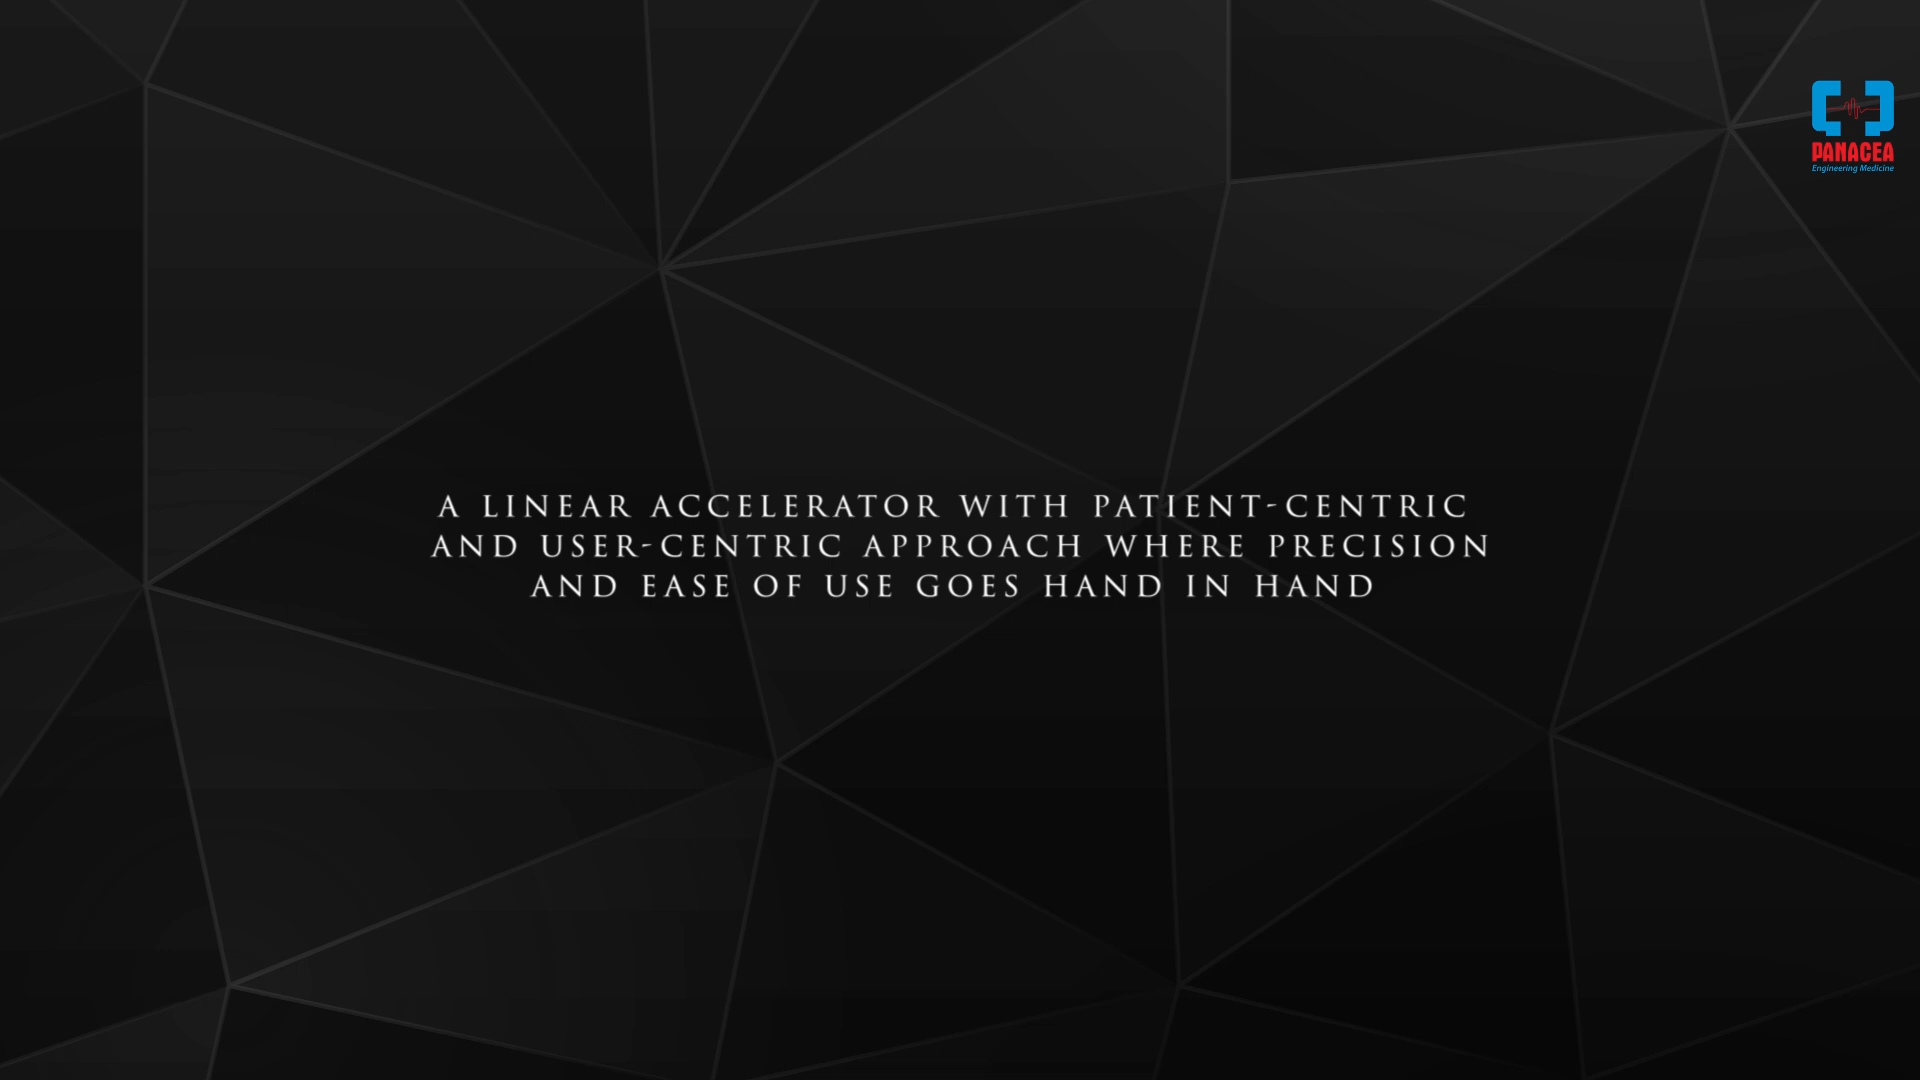 PANACEA
Engineering Medicine
A LINEAR ACCELERATOR WITH PATIENT-CENTRIC
AND USER-CENTRIC APPROACH WHERE PRECISION
AND EASE OF USE GOES HAND IN HAND